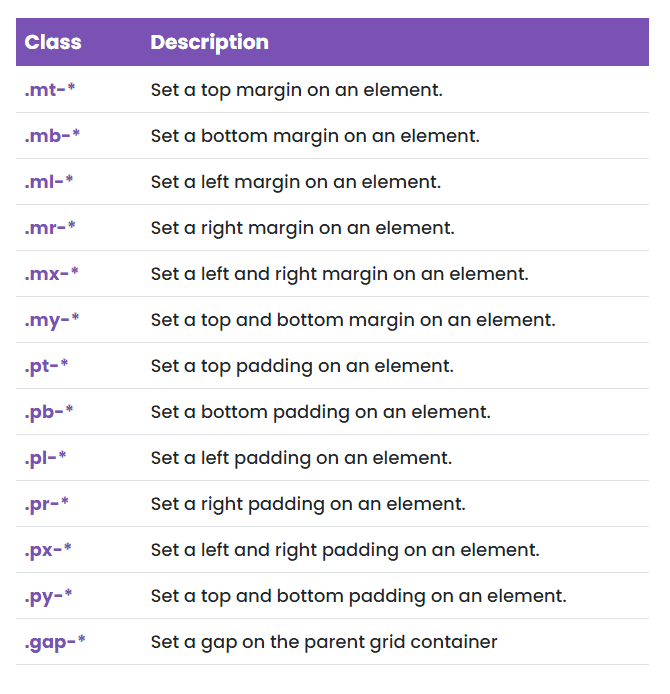 Class Description
.mt-* Set a top margin on an element.
.mb-* Set a bottom margin on an element.
.ml-* Set a left margin on an element.
.mr-* Set a right margin on an element.
.mx-* Set a left and right margin on an element.
.my-* Set a top and bottom margin on an element.
.pt-* Set a top padding on an element.
.pb-* Set a bottom padding on an element.
.pl-* Set a left padding on an element.
.pr-* Set a right padding on an element.
.px-* Set a left and right padding on an element.
.py-* Set a top and bottom padding on an element.
.gap-* Set a gap on the parent grid container